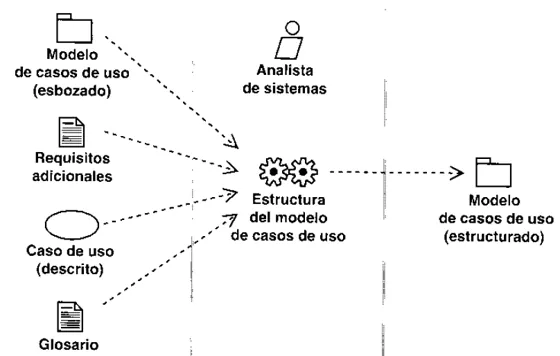 Modelo
de casos de uso
(esbozado)
Requisitos
adicionales
Caso de uso
(descrito)
Glosario
Analista
de sistemas
Estructura
del modelo
de casos de uso
Modelo
de casos de uso
(estructurado)